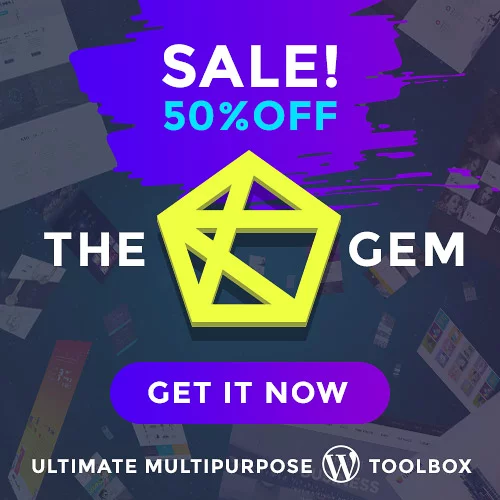 SALE!
50%OFF
THE GEM
GET IT NOW
ULTIMATE MULTIPURPOSE TOOLBOX